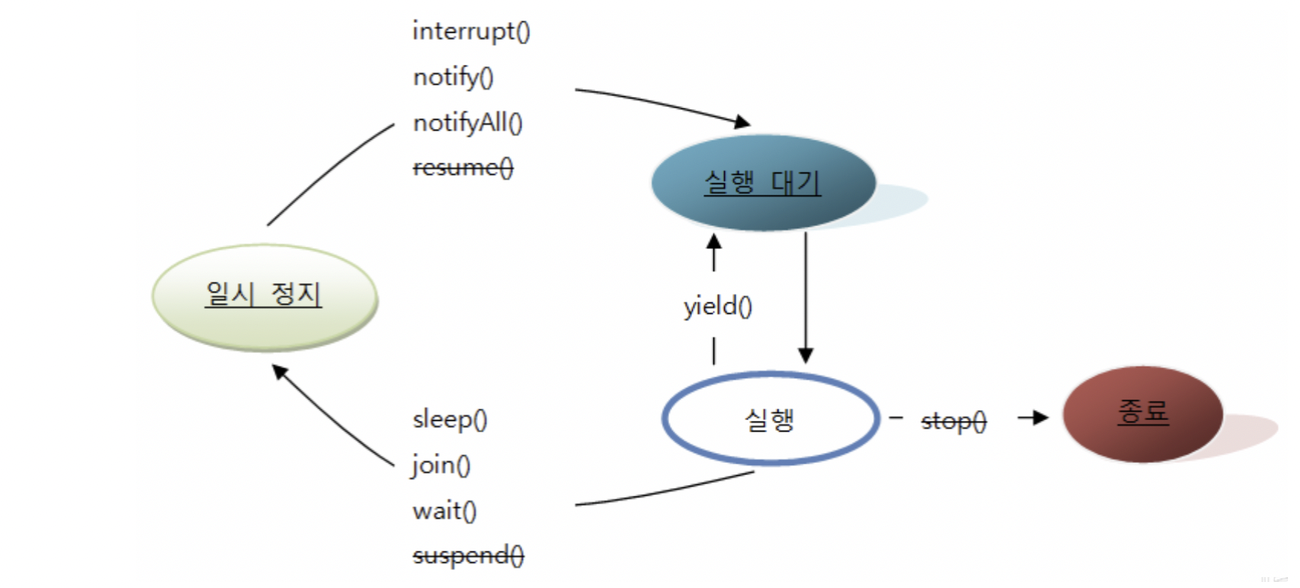 interrupt()
notify()
notifyAll()
resume()
실행 대기
일시 정지
yield()
실행
stop()
종료
sleep()
join()
wait()
suspend()